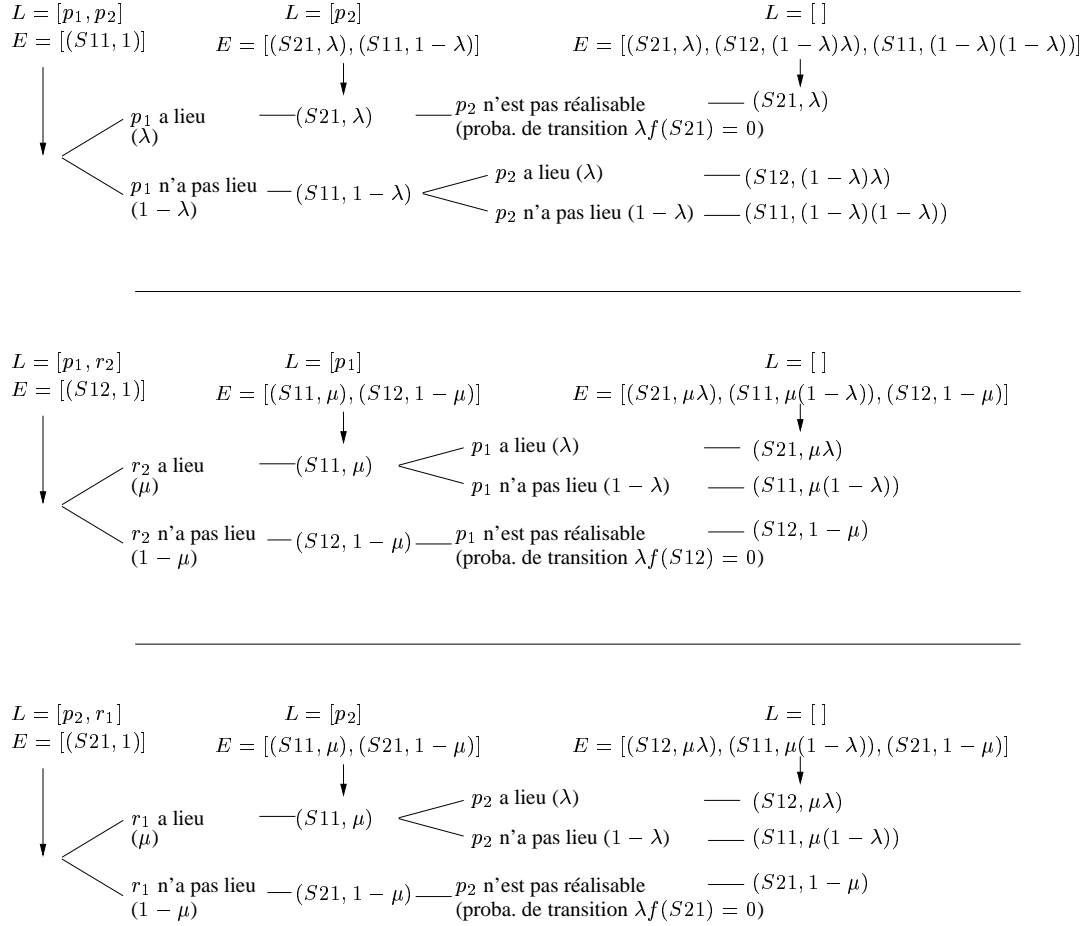 L = [p₁, p₂]
E = [(S11, 1)]
L = [p₂]
E = [(S21, λ), (S11, 1 − λ)]
L = [ ]
E = [(S21, λ), (S12, (1 − λ)λ), (S11, (1 − λ)(1 − λ))]
p₁ a lieu
(λ)
(S21, λ)
p₂ n'est pas réalisable
(proba. de transition λf(S21) = 0)
(S21, λ)
p₁ n'a pas lieu
(1 − λ)
(S11, 1 − λ)
p₂ a lieu (λ)
(S12, (1 − λ)λ)
p₂ n'a pas lieu (1 − λ)
(S11, (1 − λ)(1 − λ))
L = [p₁, r₂]
E = [(S12, 1)]
L = [p₁]
E = [(S11, μ), (S12, 1 − μ)]
L = [ ]
E = [(S21, μλ), (S11, μ(1 − λ)), (S12, 1 − μ)]
r₂ a lieu
(μ)
(S11, μ)
p₁ a lieu (λ)
(S21, μλ)
p₁ n'a pas lieu (1 − λ)
(S11, μ(1 − λ))
r₂ n'a pas lieu
(1 − μ)
(S12, 1 − μ)
p₁ n'est pas réalisable
(proba. de transition λf(S12) = 0)
(S12, 1 − μ)
L = [p₂, r₁]
E = [(S21, 1)]
L = [p₂]
E = [(S11, μ), (S21, 1 − μ)]
L = [ ]
E = [(S12, μλ), (S11, μ(1 − λ)), (S21, 1 − μ)]
r₁ a lieu
(μ)
(S11, μ)
p₂ a lieu (λ)
(S12, μλ)
p₂ n'a pas lieu (1 − λ)
(S11, μ(1 − λ))
r₁ n'a pas lieu
(1 − μ)
(S21, 1 − μ)
p₂ n'est pas réalisable
(proba. de transition λf(S21) = 0)
(S21, 1 − μ)